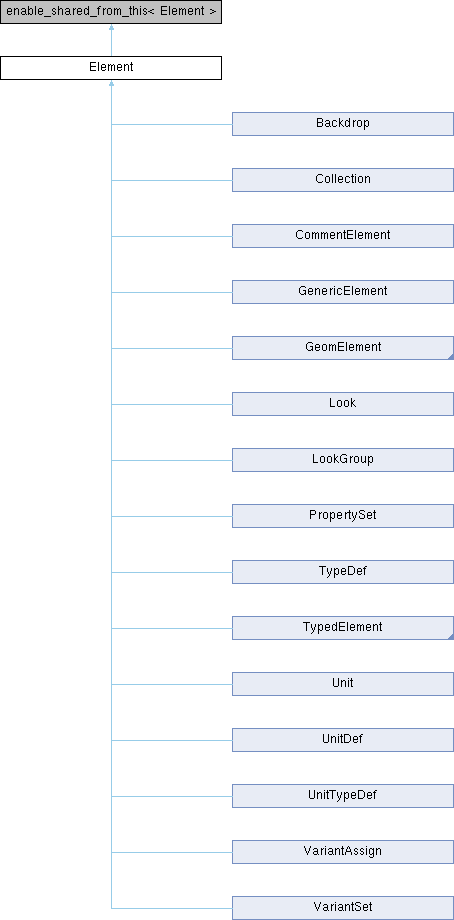 enable_shared_from_this< Element >
Element
Backdrop
Collection
CommentElement
GenericElement
GeomElement
Look
LookGroup
PropertySet
TypeDef
TypedElement
Unit
UnitDef
UnitTypeDef
VariantAssign
VariantSet